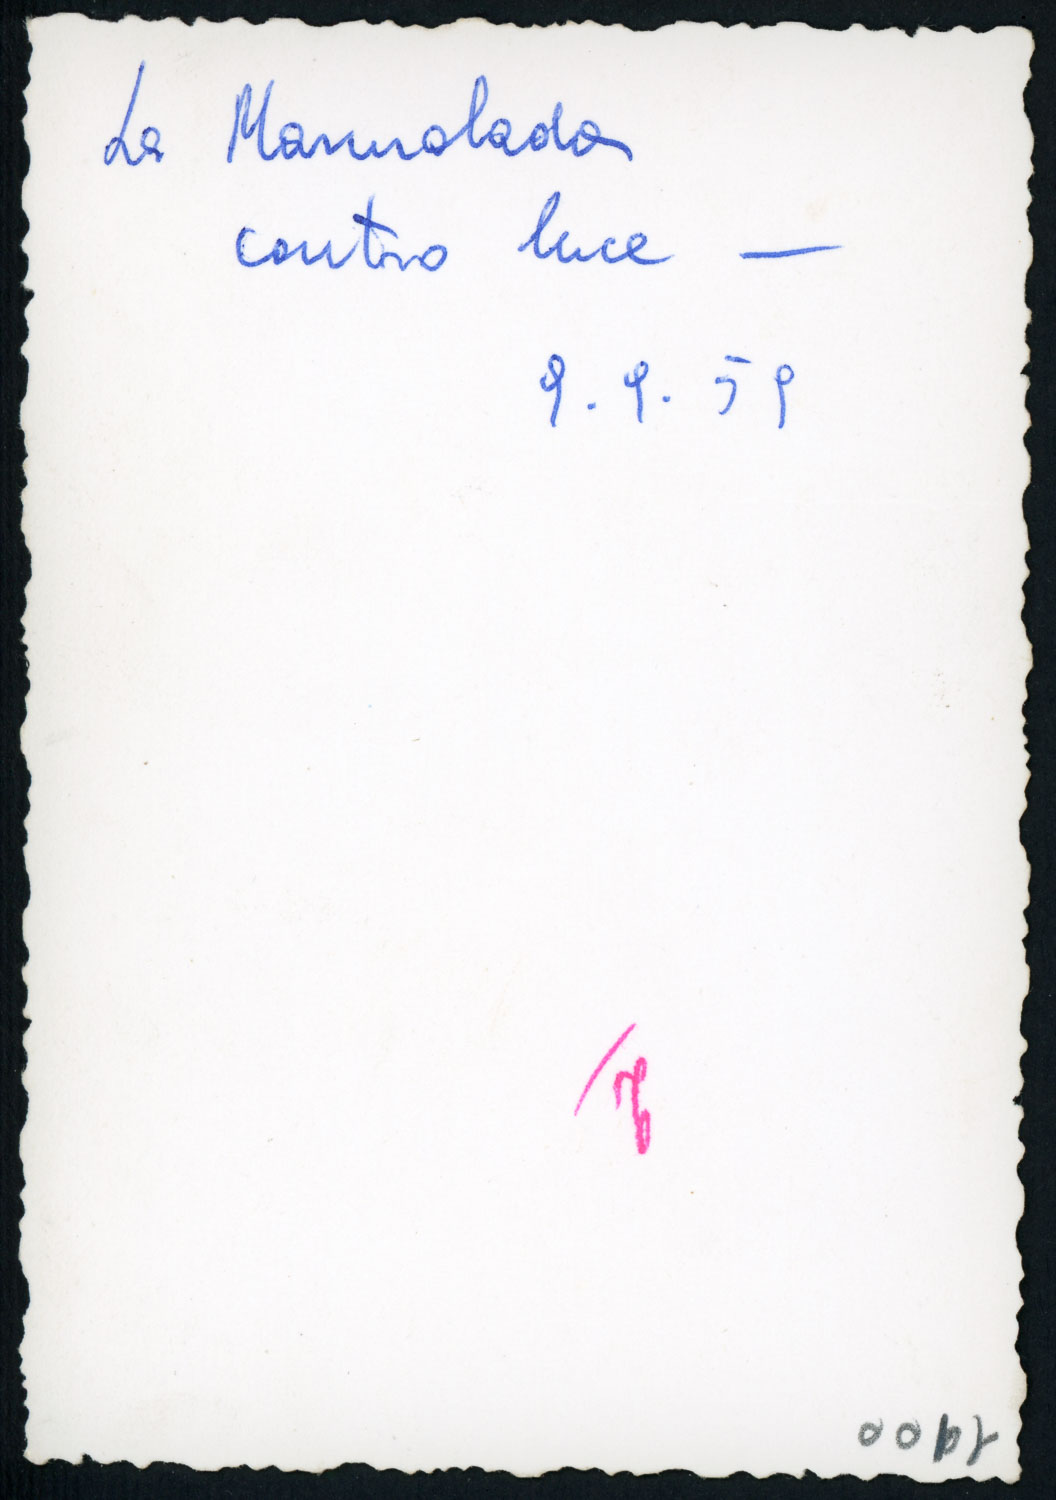 La Marmolada
contro luce —
9.9.59